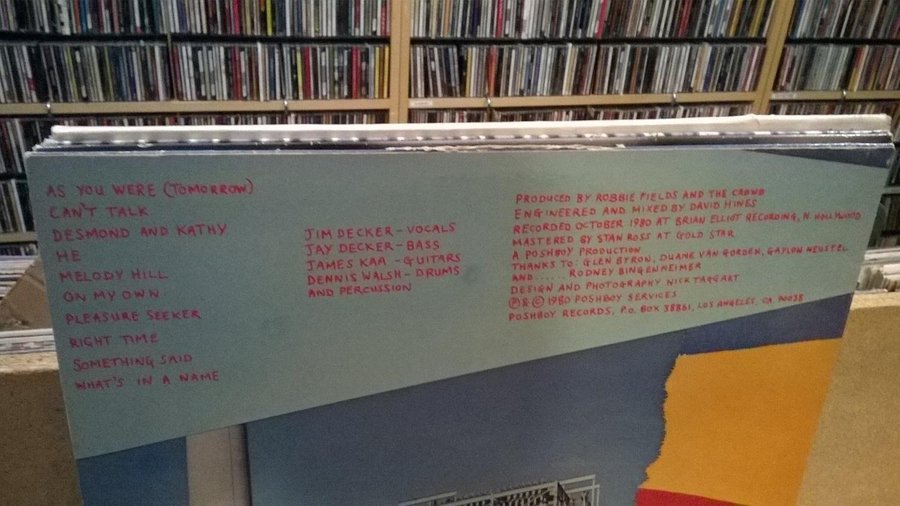 AS YOU WERE (TOMORROW)
CAN'T TALK
DESMOND AND KATHY
HE
MELODY HILL
ON MY OWN
PLEASURE SEEKER
RIGHT TIME
SOMETHING SAID
WHAT'S IN A NAME
JIM DECKER - VOCALS
JAY DECKER - BASS
JAMES KAA - GUITARS
DENNIS WALSH - DRUMS
AND PERCUSSION
PRODUCED BY ROBBIE FIELDS AND THE CROWD
ENGINEERED AND MIXED BY DAVID HINES
RECORDED OCTOBER 1980 AT BRIAN ELLIOT RECORDING, N. HOLLYWOOD
MASTERED BY STAN ROSS AT GOLD STAR
A POSHBOY PRODUCTION
THANKS TO: GLEN BYRON, DUANE VAN GORDEN, GAYLON NEUSTEL
AND..... RODNEY BINGENHEIMER
DESIGN AND PHOTOGRAPHY NICK TAGGART
℗ & © 1980 POSHBOY SERVICES
POSHBOY RECORDS, P.O. BOX 38861, LOS ANGELES, CA 90038